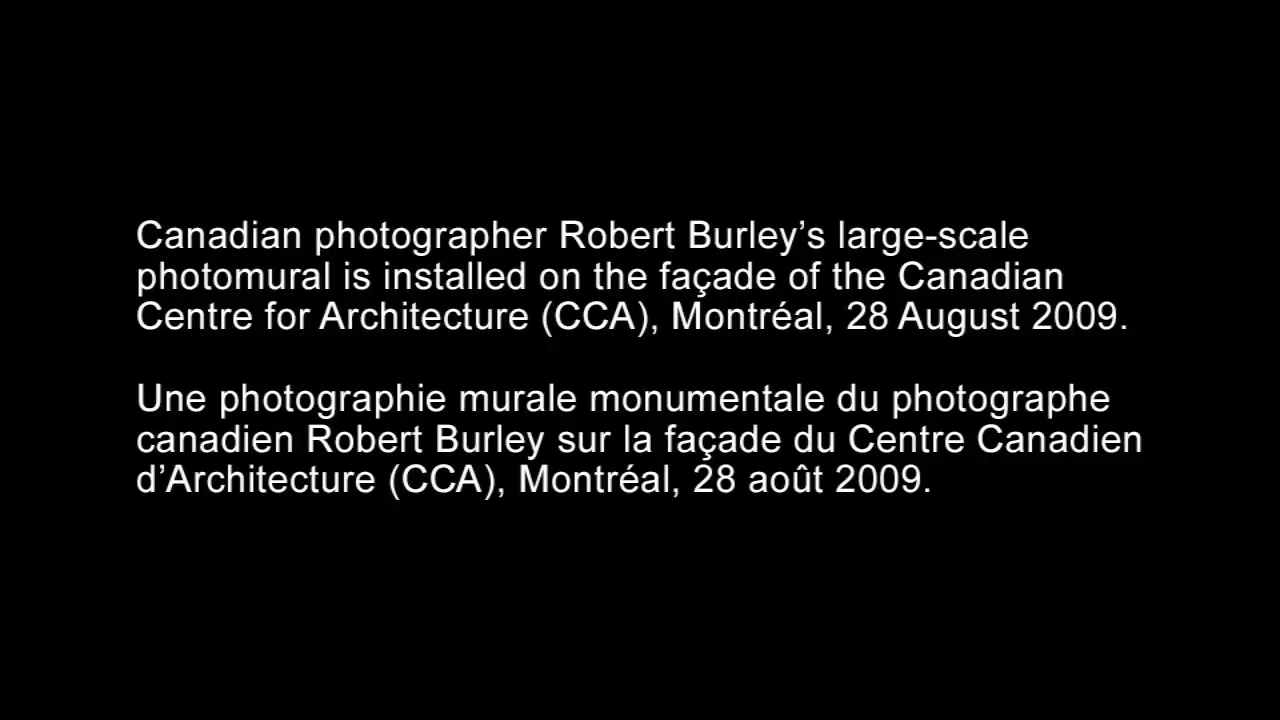 Canadian photographer Robert Burley’s large-scale
photomural is installed on the façade of the Canadian
Centre for Architecture (CCA), Montréal, 28 August 2009.
Une photographie murale monumentale du photographe
canadien Robert Burley sur la façade du Centre Canadien
d’Architecture (CCA), Montréal, 28 août 2009.